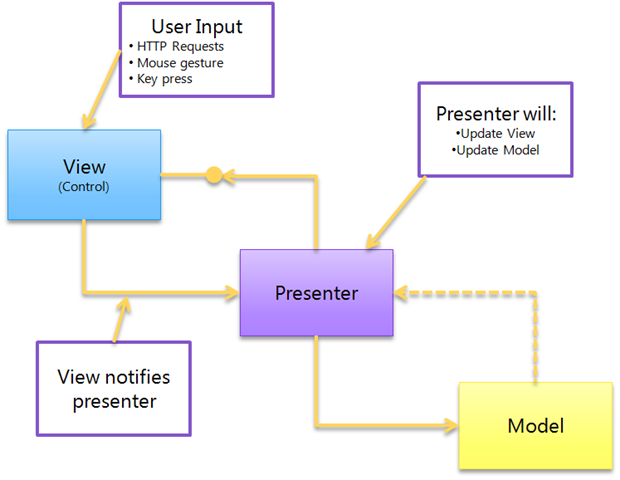 User Input
• HTTP Requests
• Mouse gesture
• Key press
Presenter will:
•Update View
•Update Model
View
(Control)
Presenter
View notifies
presenter
Model